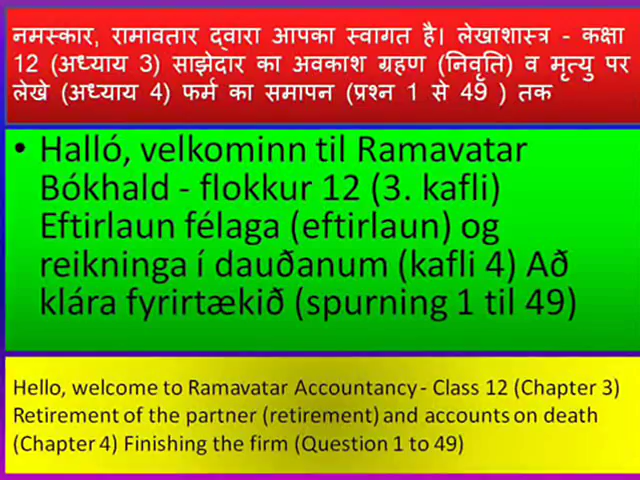 नमस्कार, रामावतार द्वारा आपका स्वागत है। लेखाशास्त्र - कक्षा
12 (अध्याय 3) साझेदार का अवकाश ग्रहण (निवृति) व मृत्यु पर
लेखे (अध्याय 4) फर्म का समापन (प्रश्न 1 से 49 ) तक
• Halló, velkominn til Ramavatar
Bókhald - flokkur 12 (3. kafli)
Eftirlaun félaga (eftirlaun) og
reikninga í dauðanum (kafli 4) Að
klára fyrirtækið (spurning 1 til 49)
Hello, welcome to Ramavatar Accountancy - Class 12 (Chapter 3)
Retirement of the partner (retirement) and accounts on death
(Chapter 4) Finishing the firm (Question 1 to 49)